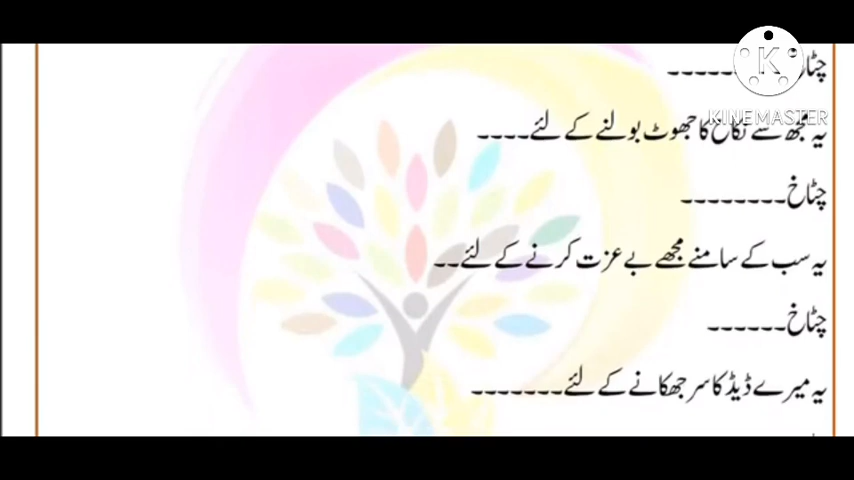 چٹاخ
KINEMASTER
یہ مجھ سے نکاح کا جھوٹ بولنے کے لئے۔۔۔۔
چٹاخ۔۔۔۔۔۔۔۔
یہ سب کے سامنے مجھے بے عزت کرنے کے لئے۔۔
چٹاخ۔۔۔۔۔۔
یہ میرے ڈیڈ کا سر جھکانے کے لئے۔۔۔۔۔۔۔